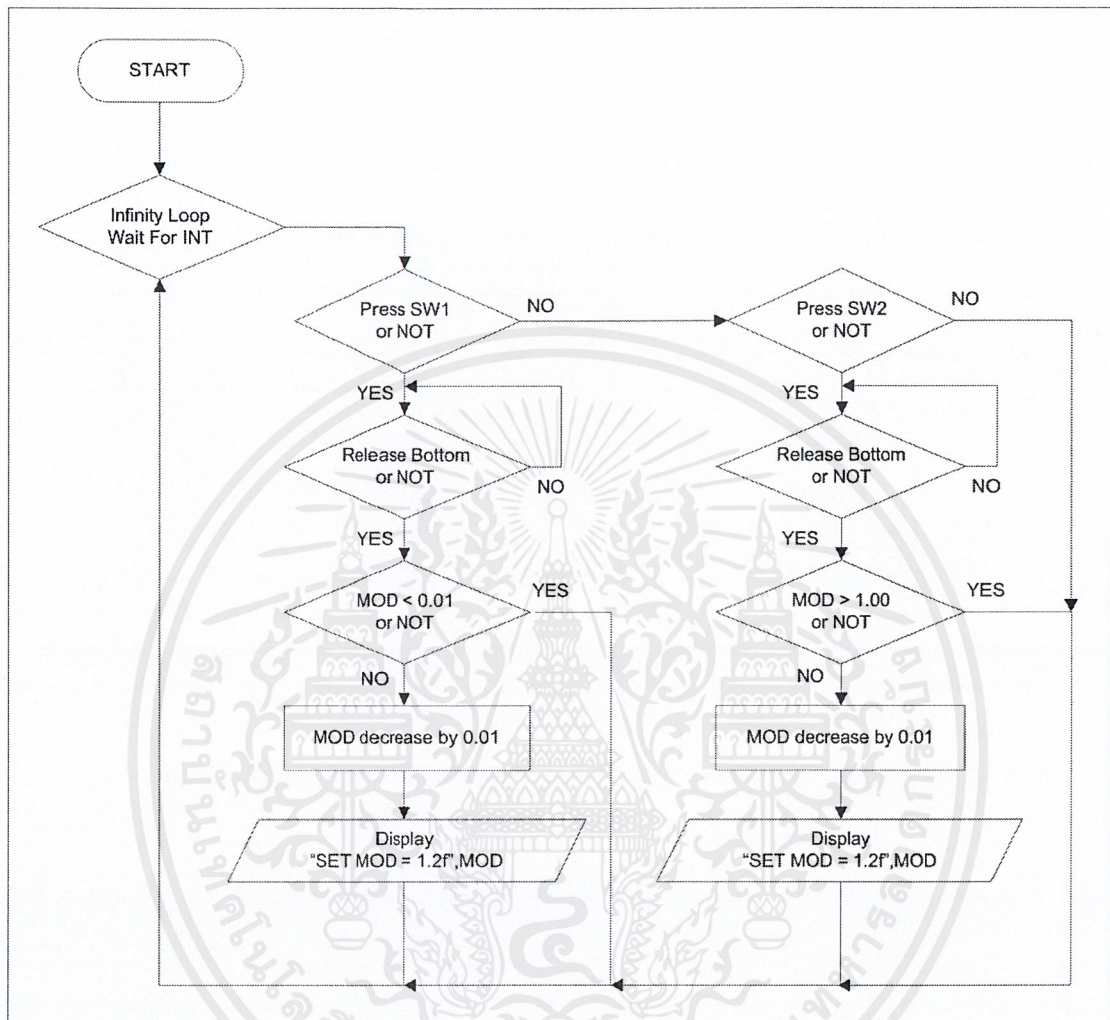 START
Infinity Loop
Wait For INT
Press SW1
or NOT
NO
Press SW2
or NOT
NO
YES
YES
Release Bottom
or NOT
NO
Release Bottom
or NOT
NO
YES
YES
MOD < 0.01
or NOT
YES
MOD > 1.00
or NOT
YES
NO
NO
MOD decrease by 0.01
MOD decrease by 0.01
Display
“SET MOD = 1.2f”,MOD
Display
“SET MOD = 1.2f”,MOD